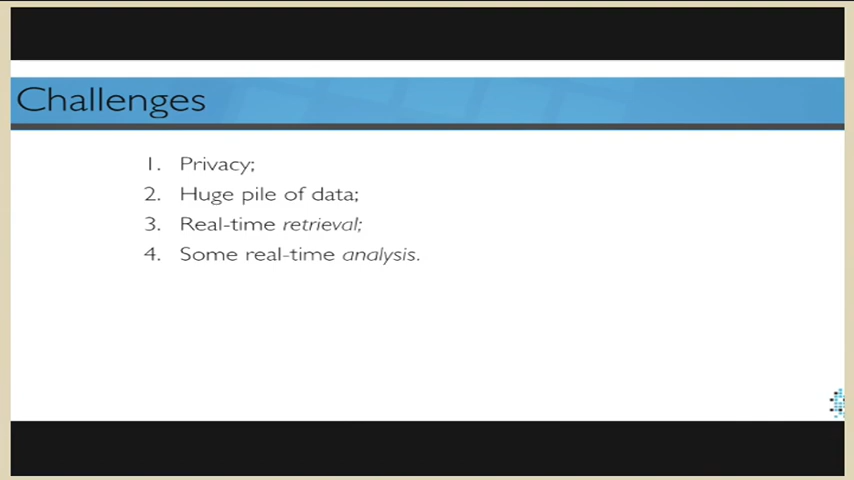 Challenges
1. Privacy;
2. Huge pile of data;
3. Real-time retrieval;
4. Some real-time analysis.